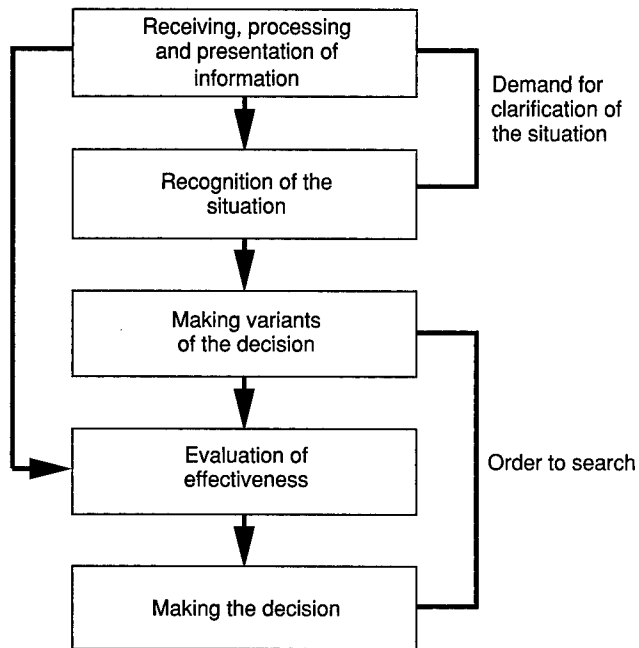 Receiving, processing
and presentation of
information
Demand for
clarification of
the situation
Recognition of the
situation
Making variants
of the decision
Evaluation of
effectiveness
Order to search
Making the decision